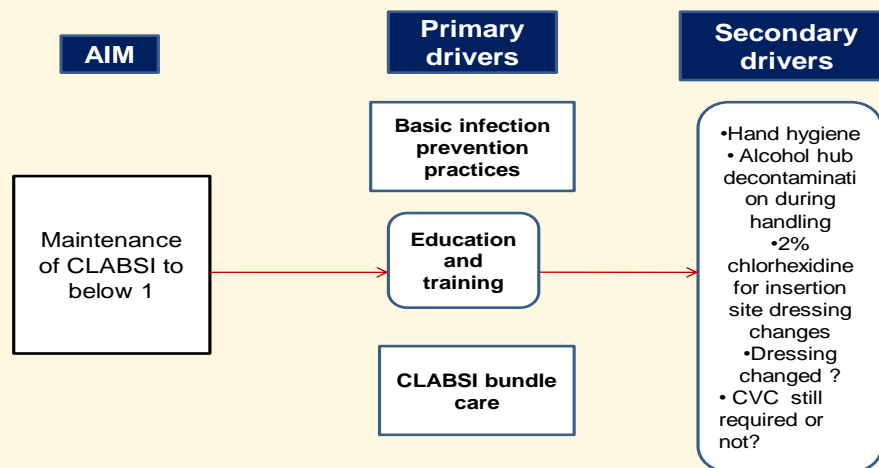 AIM
Primary
drivers
Secondary
drivers
Basic infection
prevention
practices
Maintenance
of CLABSI to
below 1
Education
and
training
CLABSI bundle
care
•Hand hygiene
• Alcohol hub
decontaminati
on during
handling
•2%
chlorhexidine
for insertion
site dressing
changes
•Dressing
changed ?
• CVC still
required or
not?